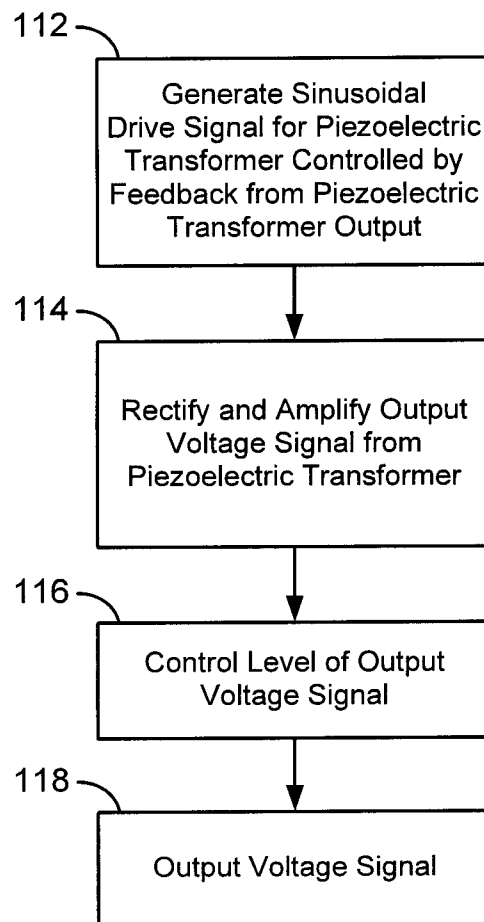 112
Generate Sinusoidal
Drive Signal for Piezoelectric
Transformer Controlled by
Feedback from Piezoelectric
Transformer Output
114
Rectify and Amplify Output
Voltage Signal from
Piezoelectric Transformer
116
Control Level of Output
Voltage Signal
118
Output Voltage Signal